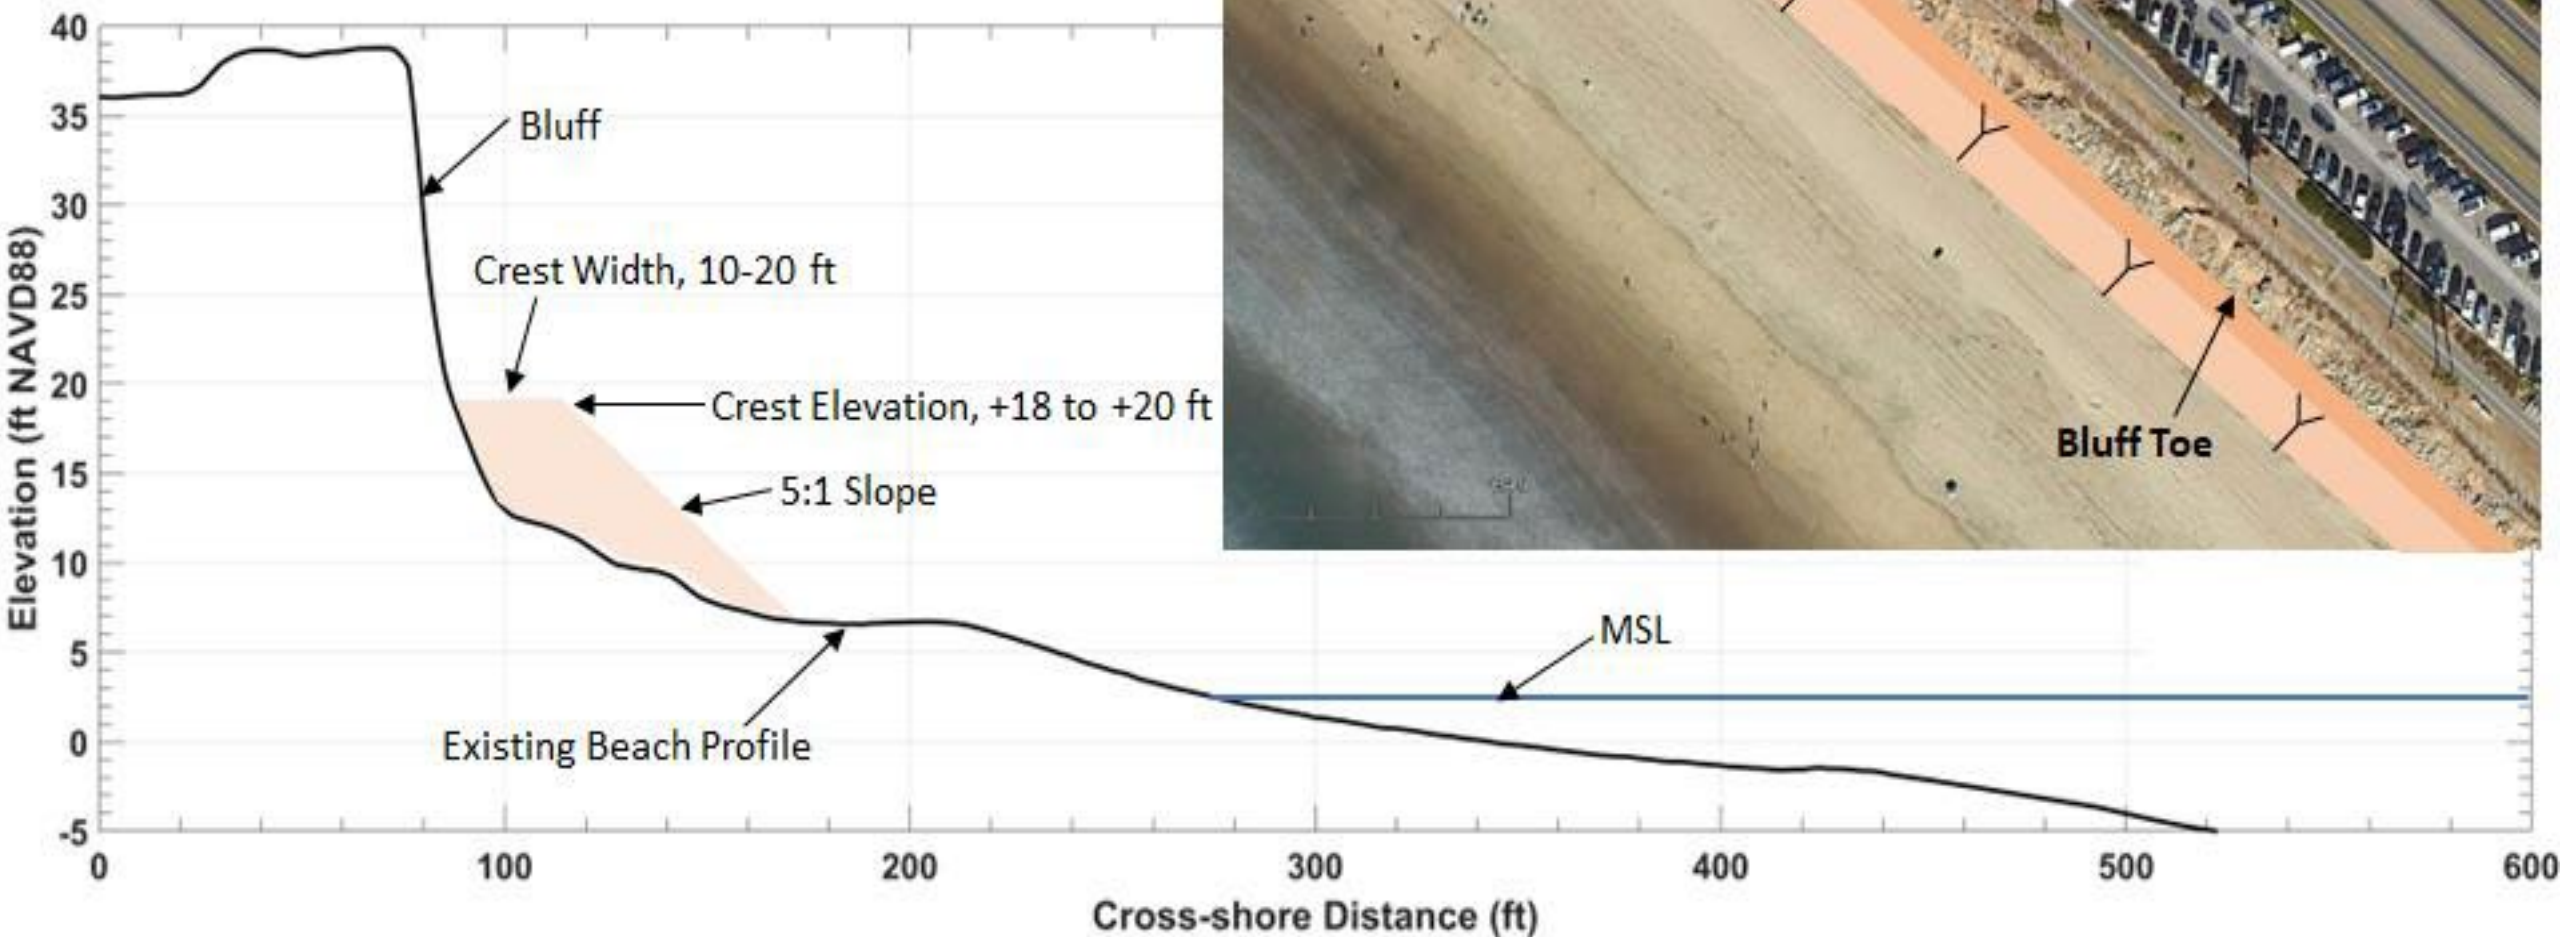 40
35
30
25
20
15
10
5
0
-5
Elevation (ft NAVD88)
Bluff
Crest Width, 10-20 ft
Crest Elevation, +18 to +20 ft
5:1 Slope
Bluff Toe
MSL
Existing Beach Profile
0 100 200 300 400 500 600
Cross-shore Distance (ft)